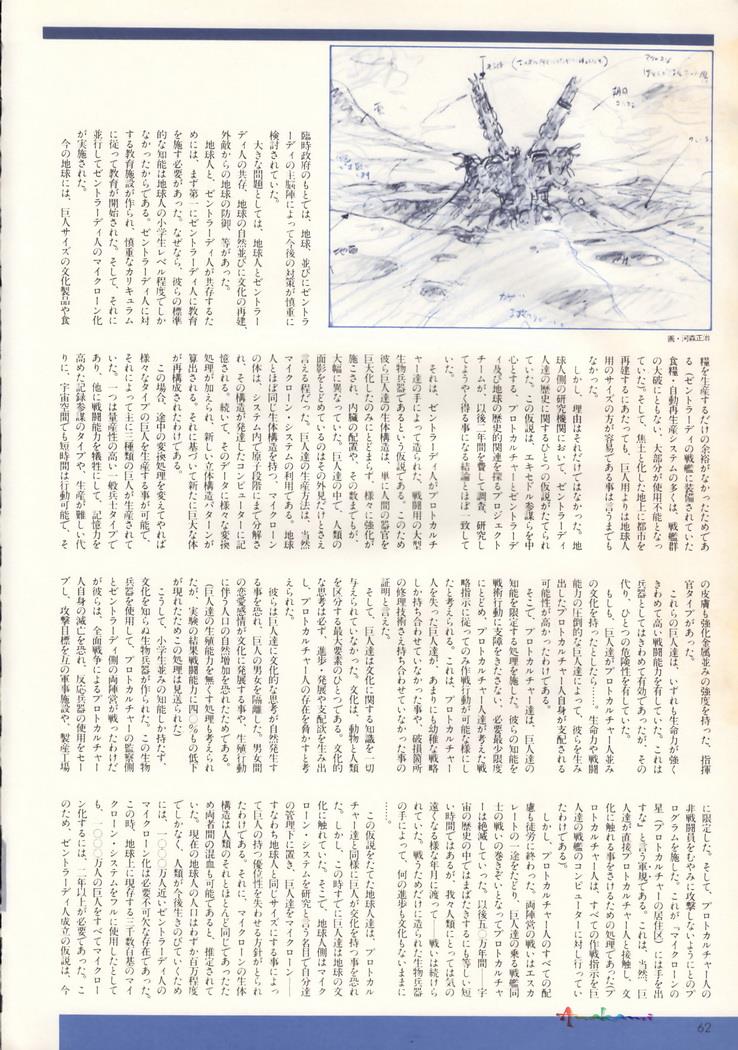 画・河森正治
臨時政府のもとでは、地球、並びにゼントラ
ーディの主脳陣によって今後の対策が慎重に
検討されていた。
大きな問題としては、地球人とゼントラー
ディ人の共存、地球の自然並びに文化の再建、
外敵からの地球の防御、等があった。
地球人と、ゼントラーディ人が共存するた
めには、まず第一にゼントラーディ人に教育
を施す必要があった。なぜなら、彼らの標準
的な知能は地球人の小学生レベル程度でしか
なかったからである。ゼントラーディ人に対
する教育施設が作られ、慎重なカリキュラム
に従って教育が開始された。そして、それに
並行してゼントラーディ人のマイクローン化
が実施された。
今の地球には、巨人サイズの文化製品や食
糧を生産するだけの余裕がなかったためであ
る（ゼントラーディの戦艦に装備されていた
食糧・自動再生産システムの多くは、戦艦群
の大破にともない、大部分が使用不能となっ
ていた）。そして、焦土と化した地上に都市を
再建するにあたっても、巨人用よりは地球人
用のサイズの方が容易である事は言うまでも
なかった。
しかし、理由はそれだけではなかった。地
球人側の研究機関において、ゼントラーディ
人達の歴史に関するひとつの仮説がたてられ
ていた。この仮説は、エキセドル参謀らを中
心とする、プロトカルチャーとゼントラーデ
ィ及び地球の歴史的関連を探るプロジェクト
チームが、以後二年間を費して調査、研究し
てようやく得る事になる結論とほぼ一致して
いた。
それは、ゼントラーディ人がプロトカルチ
ャー達の手によって造られた、戦闘用の大型
生物兵器であるという仮説である。このため
彼ら巨人達の生体構造は、単に人間の器官を
巨大化したのみにとどまらず、様々に強化が
施こされ、内臓の配置や、その数までもが、
大幅に異なっていた。巨人達の中で、人類の
面影をとどめているのはその外見だけとさえ
言える程だった。巨人達の生産方法は、当然
マイクローン・システムの利用である。地球
人とほぼ同じ生体構造を持つ、マイクローン
の体は、システム内で原子段階にまで分解さ
れ、その構造が発達したコンピューターに記
憶される。続いて、そのデータに様々な変換
処理が加えられ、新しい立体構造パターンが
算出される。それに基づいて新たに巨大な体
が再構成されたわけである。
この場合、途中の変換処理を変えてやれば
様々なタイプの巨人を生産する事が可能で、
それによって主に三種類の巨人が生産されて
いた。一つは量産性の高い一般兵士タイプで
あり、他に戦闘能力を犠牲にして、記憶力を
高めた記録参謀のタイプや、生産が難しい代
りに、宇宙空間でも短時間は行動可能で、そ
の皮膚も強化金属並みの強度を持った、指揮
官タイプがあった。
これらの巨人達は、いずれも生命力が強く
きわめて高い戦闘能力を有していた。これは
兵器としてはきわめて有効であったが、その
代り、ひとつの危険性を有していた。
もしも、巨人達が、プロトカルチャー人並み
の文化を持ったとしたら……。生命力や戦闘
能力の圧倒的な巨人達によって、彼らを生み
出したプロトカルチャー人自身が支配される
可能性が高かったわけである。
そこで、プロトカルチャー人達は、巨人達の
知能を限定する処理を施した。彼らの知能を
戦術行動に支障をきたさない、必要最少限度
にとどめ、プロトカルチャー人達が考えた戦
略指示に従ってのみ作戦行動が可能な様にし
たと考えられる。これは、プロトカルチャー
人を失った巨人達が、あまりにも幼稚な戦略
しか持ち合わせていなかった事や、破損箇所
の修理技術さえ持ち合わせていなかった事の
証明と言えた。
そして、巨人達は文化に関する知識を一切
与えられていなかった。文化は、動物と人類
を区分する最大要素のひとつである。文化的
な思考は必ず、進歩・発展や支配欲を生み出
し、プロトカルチャー人の存在を脅かすと考
えられた。
彼らは巨人達に文化的な思考が自然発生す
る事を恐れ、巨人の男女を隔離した。男女間
の恋愛感情が文化に発展する事や、生殖行動
に伴う人口の自然増加を恐れたためである。
（巨人達の生殖能力を無くす処理も考えられ
たが、実験の結果戦闘能力に四〇％もの低下
が現れたためこの処理は見送られた）
こうして、小学生並みの知能しか持たず、
文化を知らぬ生物兵器が作られた。この生物
兵器を使用して、プロトカルチャーの監察側
とゼントラーディ側の両陣営が戦ったわけだ
が彼らは、全面戦争によるプロトカルチャー
人自身の滅亡を恐れ、反応兵器の使用をセー
ブし、攻撃目標を互の軍事施設や、製産工場
に限定した。そして、プロトカルチャー人の
非戦闘員をむやみに攻撃しないようにとのプ
ログラムを施した。これが、「マイクローンの
星（プロトカルチャーの居住区）には手を出
すな」と言う軍規である。これは、当然、巨
人達が直接プロトカルチャー人と接触し、文
化に触れる事をさけるための処理であった（プ
ロトカルチャー人は、すべての作戦指示を巨
人達の戦艦のコンピューターに対し行ってい
たわけである）。
しかし、プロトカルチャー人のすべての配
慮も徒労に終わった。両陣営の戦いはエスカ
レートの一途をたどり、巨人達の乗る戦艦同
士の戦いの巻きぞいとなってプロトカルチャ
ーは絶滅していった。以後五〇万年間――宇
宙の歴史の中ではまばたきするにも等しい短
い時間ではあるが、我々人類にとっては気の
遠くなる様な年月に渡って――戦いは続けら
れていた。戦うためだけに造られた生物兵器
の手によって、何の進歩も文化もないままに
……。
この仮説をたてた地球人達は、プロトカル
チャー達と同様に巨人が文化を持つ事を恐れ
た。しかし、この時すでに巨人達は地球の文
化に触れていた。そこで、地球人側はマイク
ローン・システムを研究と言う名目で自分達
の管理下に置き、巨人達をマイクローン――
すなわち地球人と同じサイズにする事によっ
て巨人の持つ優位性を失わせる方針がとられ
たわけである。それに、マイクローンの生体
構造は人類のそれとほとんど同じであったた
め両者間の混血も可能であると、推定されて
いた。現在の地球人の人口はわずか百万程度
でしかなく、人類が今後生きのびていくため
には、一〇〇〇万人近いゼントラーディ人の
マイクローン化は必要不可欠な存在であった。
この時、地球上に現存する三千数百基のマイ
クローン・システムをフルに使用したとして
も、一〇〇〇万人の巨人をすべてマイクロー
ン化するには、二年以上が必要であった。こ
のため、ゼントラーディ人成立の仮説は、今
62